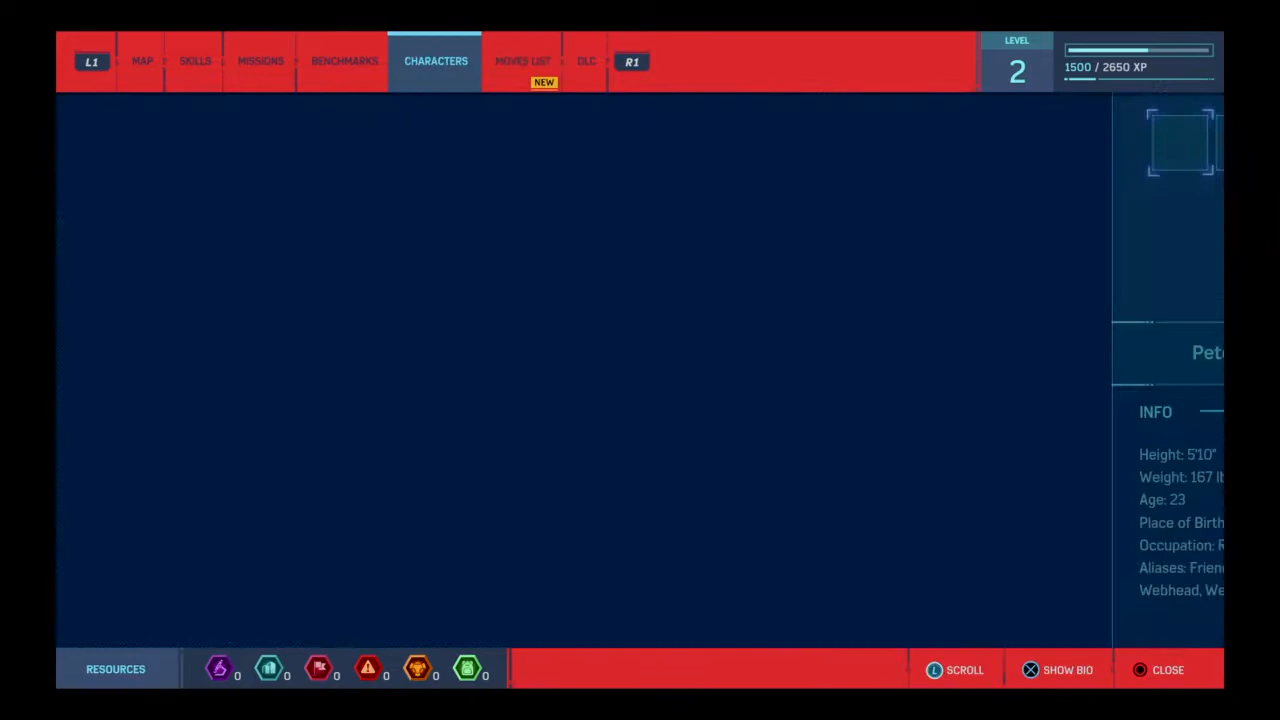 L1 MAP SKILLS MISSIONS BENCHMARKS CHARACTERS MOVES LIST DLC R1
NEW
LEVEL
2
1500 / 2650 XP
Pete
INFO
Height: 5'10"
Weight: 167 lb
Age: 23
Place of Birth
Occupation: R
Aliases: Frien
Webhead, We
RESOURCES 0 0 0 0 0 0 L SCROLL SHOW BIO CLOSE